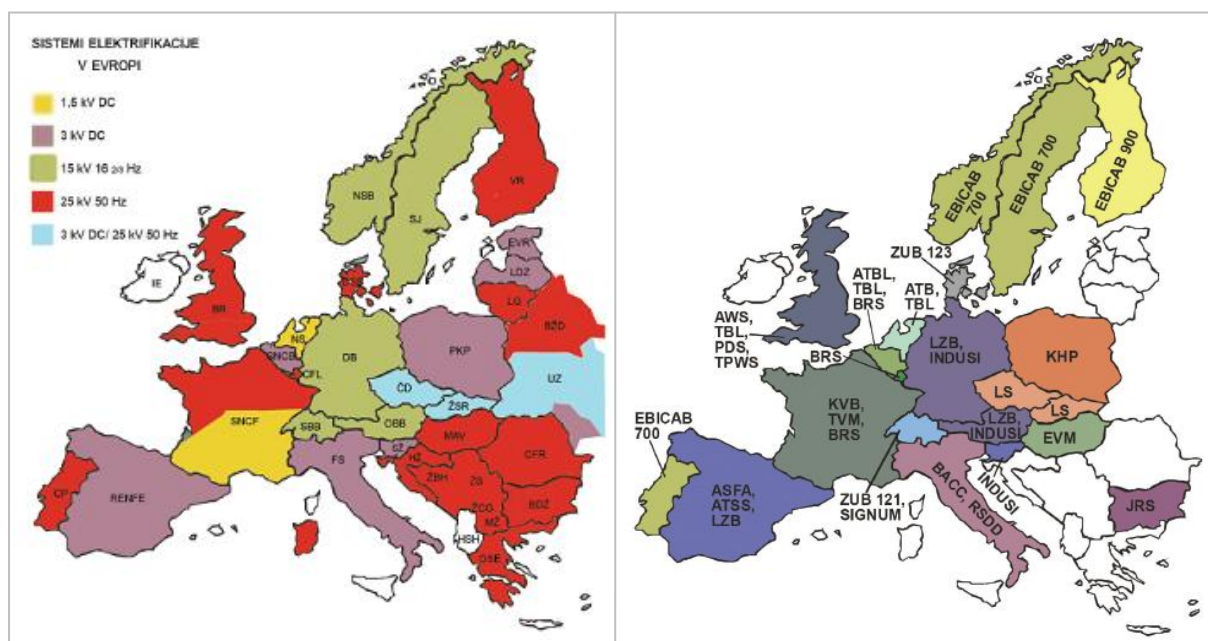 SISTEMI ELEKTRIFIKACIJE
V EVROPI
1,5 kV DC
3 kV DC
15 kV 16 2/3 Hz
25 kV 50 Hz
3 kV DC/ 25 kV 50 Hz
VR
NSB
SJ
EVR
LDZ
LG
BŽD
IE
BR
NS
SNCB
CFL
DB
PKP
UZ
ČD
ŽSR
SNCF
SBB
OBB
MAV
CFR
FS
SŽ
HŽ
ŽBH
ŽS
ŽCG
MŽ
BDŽ
HSH
OSE
CP
RENFE
EBICAB
700
EBICAB 700
EBICAB 900
ZUB 123
ATBL,
TBL,
BRS
ATB,
TBL
AWS,
TBL,
PDS,
TPWS
BRS
LZB,
INDUSI
KHP
LS
LS
KVB,
TVM,
BRS
LZB,
INDUSI
EVM
EBICAB
700
ASFA,
ATSS,
LZB
ZUB 121,
SIGNUM
BACC, RSDD
INDUSI
JRS